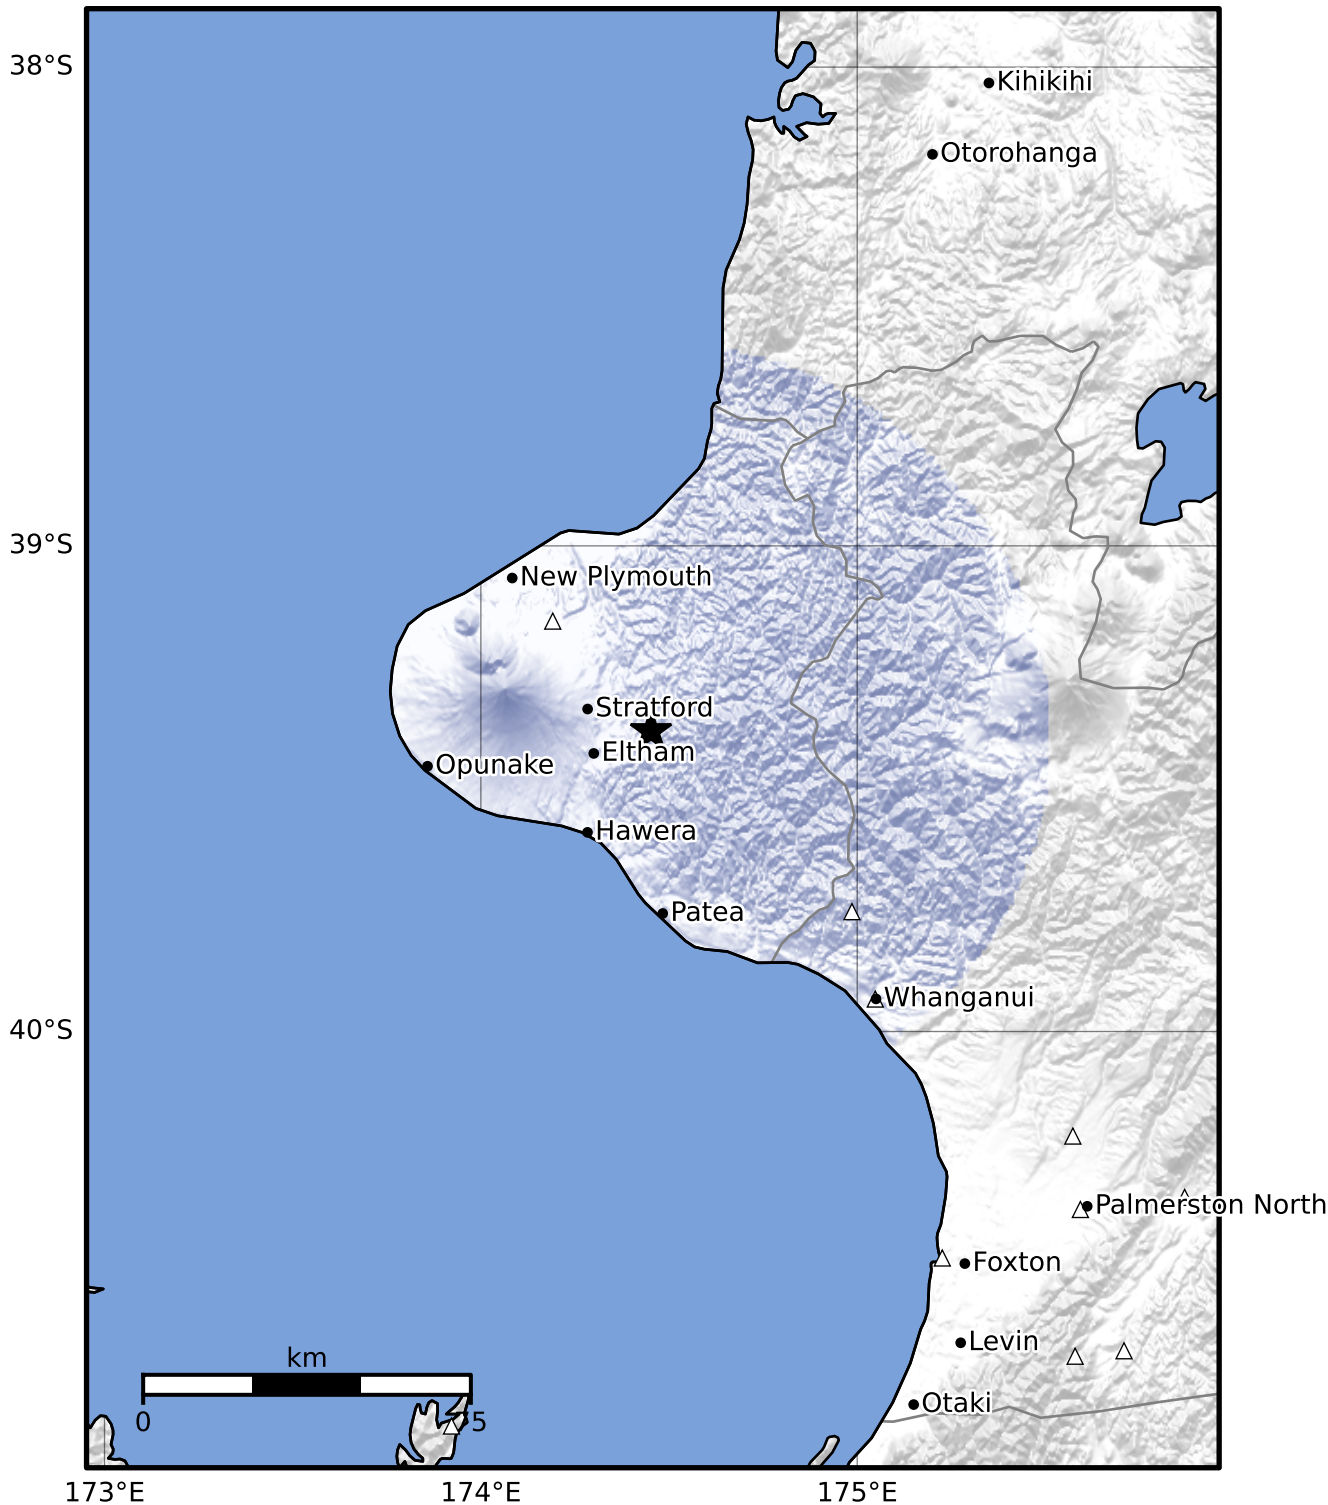 38°S
Kihikihi
Otorohanga
39°S
New Plymouth
Stratford
Eltham
Opunake
Hawera
Patea
Whanganui
40°S
Palmerston North
Foxton
Levin
km
Otaki
0
173°E
174°E
175°E